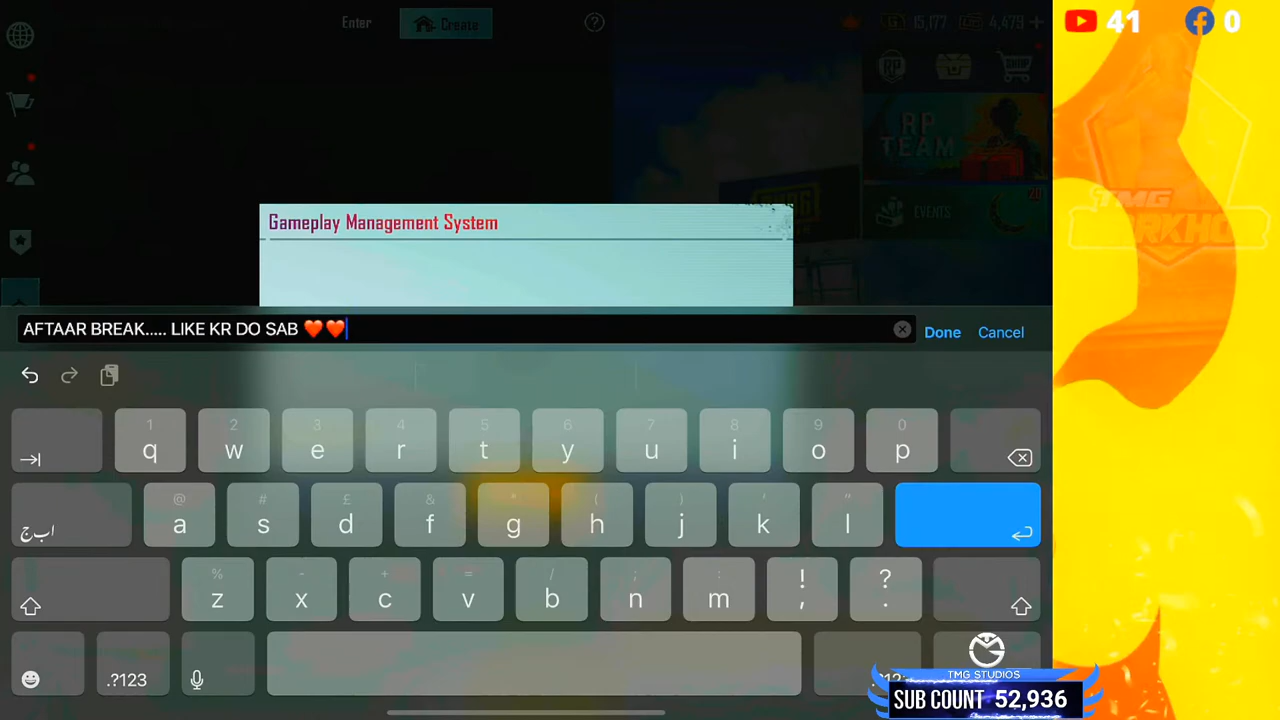 Enter
Create
?
15,177
4,479 +
41
0
RP
SHOP
RP
TEAM
EVENTS
Gameplay Management System
AFTAAR BREAK..... LIKE KR DO SAB ❤️❤️
Done
Cancel
1 2 3 4 5 6 7 8 9 0
q w e r t y u i o p
@ # £ & * ( ) ' "
اب ج
a s d f g h j k l
% - + = / ; : ! ?
z x c v b n m , .
.?123
TMG
TMG STUDIOS
SUB COUNT 52,936